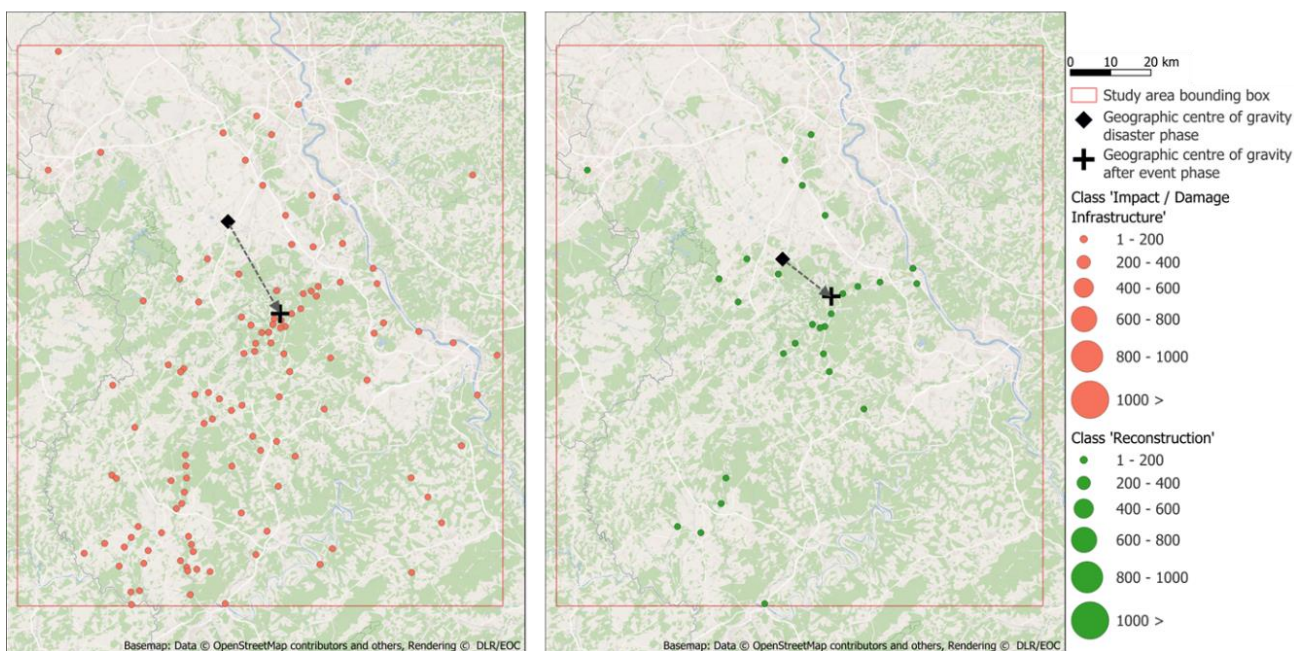 0 10 20 km
Study area bounding box
Geographic centre of gravity
disaster phase
Geographic centre of gravity
after event phase
Class 'Impact / Damage
Infrastructure'
1 - 200
200 - 400
400 - 600
600 - 800
800 - 1000
1000 >
Class 'Reconstruction'
1 - 200
200 - 400
400 - 600
600 - 800
800 - 1000
1000 >
Basemap: Data © OpenStreetMap contributors and others, Rendering © DLR/EOC
Basemap: Data © OpenStreetMap contributors and others, Rendering © DLR/EOC